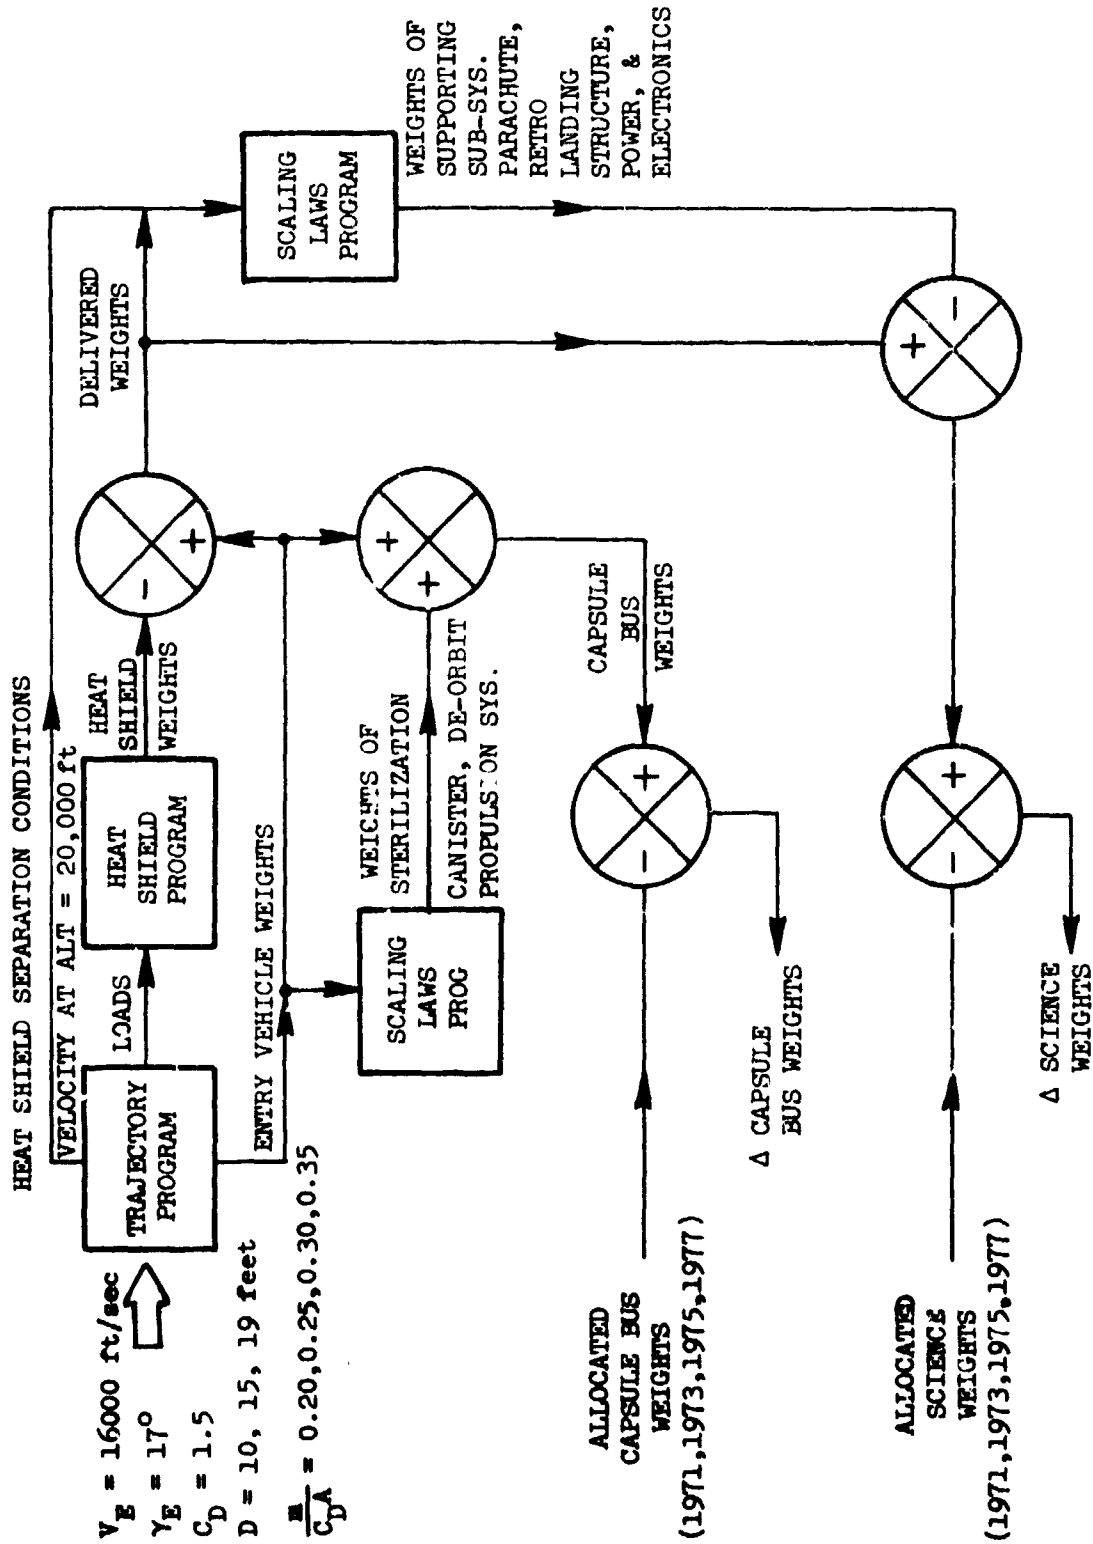 HEAT SHIELD SEPARATION CONDITIONS
VELOCITY AT ALT = 20,000 ft
V_E = 16000 ft/sec
γ_E = 17°
C_D = 1.5
D = 10, 15, 19 feet
m/C_DA = 0.20,0.25,0.30,0.35
TRAJECTORY
PROGRAM
LOADS
HEAT
SHIELD
PROGRAM
HEAT
SHIELD
WEIGHTS
-
+
DELIVERED
WEIGHTS
SCALING
LAWS
PROGRAM
WEIGHTS OF
SUPPORTING
SUB-SYS.
PARACHUTE,
RETRO
LANDING
STRUCTURE,
POWER, &
ELECTRONICS
ENTRY VEHICLE WEIGHTS
SCALING
LAWS
PROG
WEIGHTS OF
STERILIZATION
CANISTER, DE-ORBIT
PROPULSION SYS.
+
+
CAPSULE
BUS
WEIGHTS
ALLOCATED
CAPSULE BUS
WEIGHTS
(1971,1973,1975,1977)
-
+
Δ CAPSULE
BUS WEIGHTS
+
-
ALLOCATED
SCIENCE
WEIGHTS
(1971,1973,1975,1977)
-
+
Δ SCIENCE
WEIGHTS